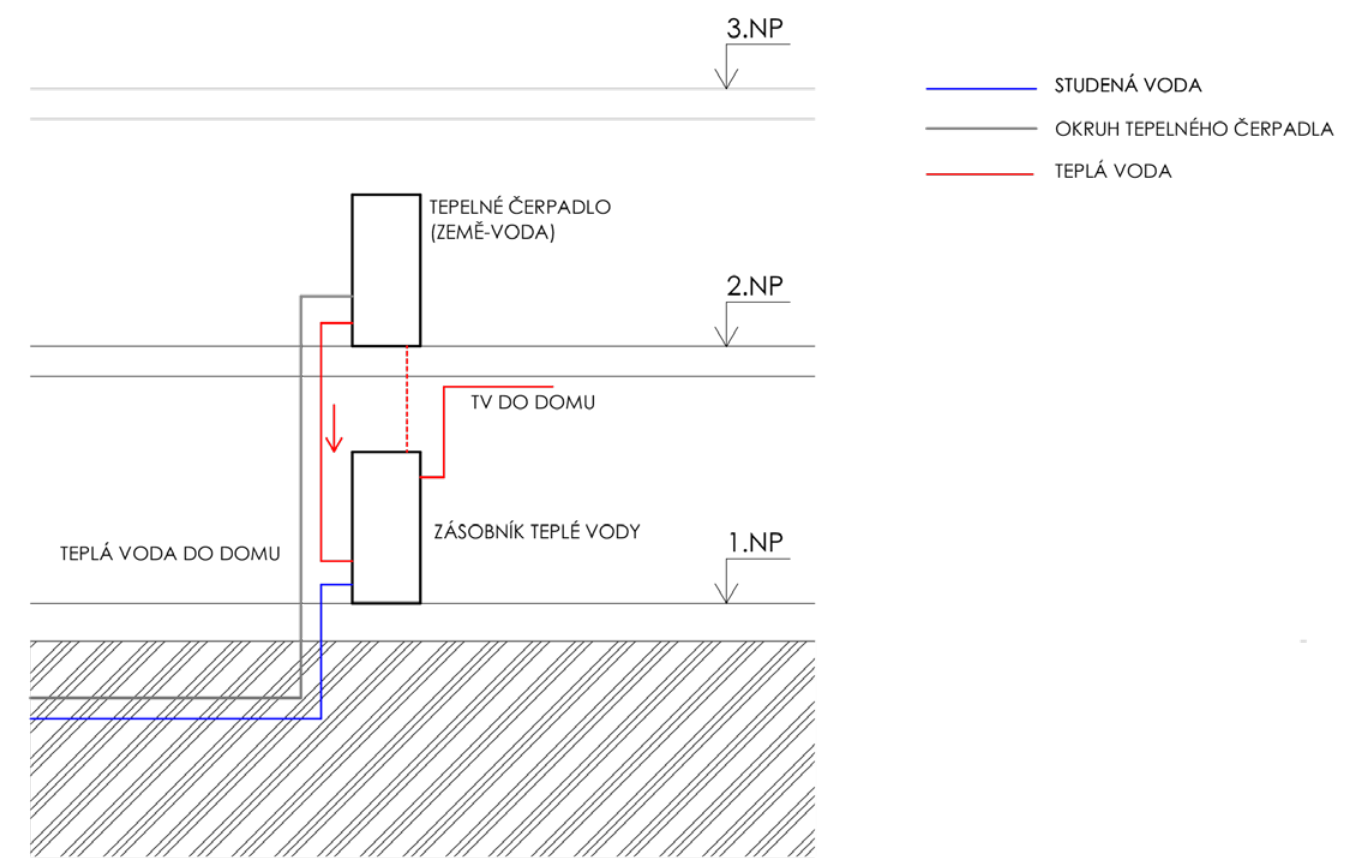 3.NP
STUDENÁ VODA
OKRUH TEPELNÉHO ČERPADLA
TEPLÁ VODA
TEPELNÉ ČERPADLO
(ZEMĚ-VODA)
2.NP
TV DO DOMU
ZÁSOBNÍK TEPLÉ VODY
TEPLÁ VODA DO DOMU
1.NP